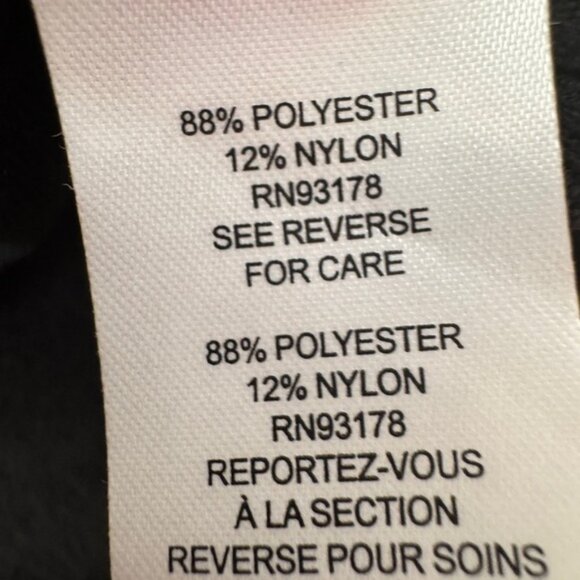 88% POLYESTER
12% NYLON
RN93178
SEE REVERSE
FOR CARE
88% POLYESTER
12% NYLON
RN93178
REPORTEZ-VOUS
À LA SECTION
REVERSE POUR SOINS